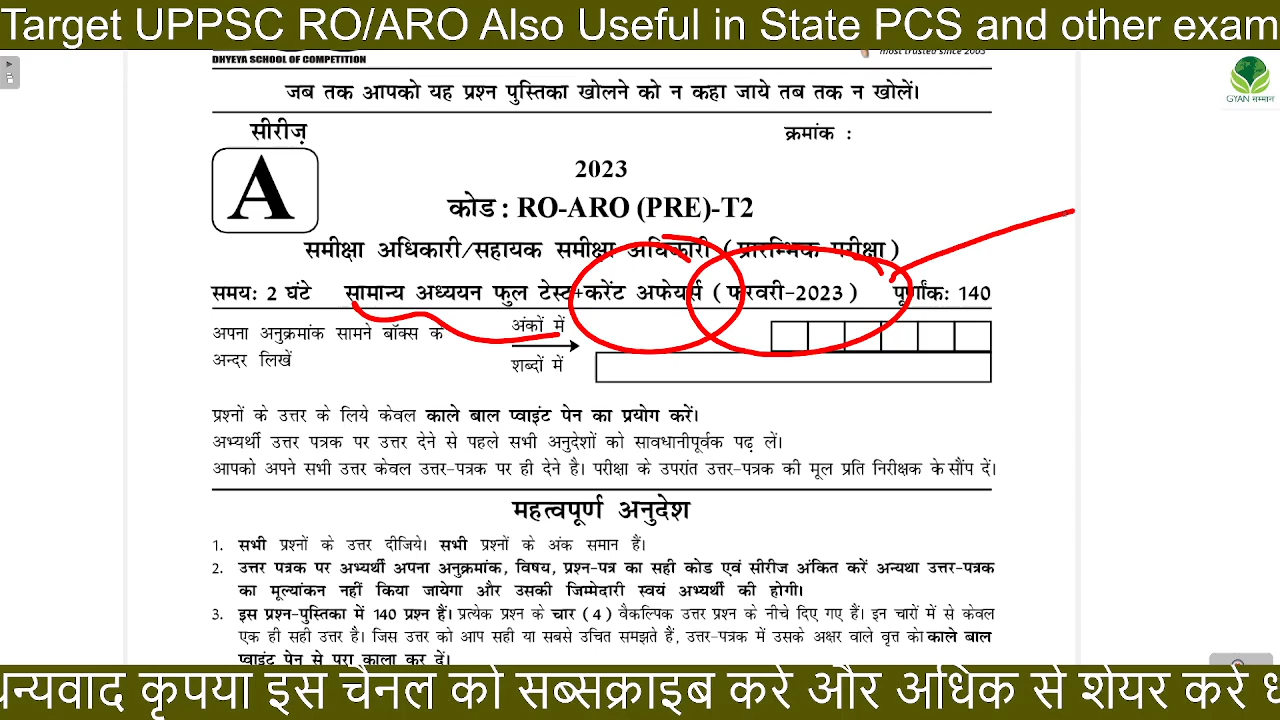 Target UPPSC RO/ARO Also Useful in State PCS and other exam
DHYEYA SCHOOL OF COMPETITION
most trusted since 2003
GYAN सम्मान
जब तक आपको यह प्रश्न पुस्तिका खोलने को न कहा जाये तब तक न खोलें।
सीरीज़
क्रमांक :
A
2023
कोड : RO-ARO (PRE)-T2
समीक्षा अधिकारी/सहायक समीक्षा अधिकारी ( प्रारम्भिक परीक्षा )
समय: 2 घंटे सामान्य अध्ययन फुल टेस्ट+करेंट अफेयर्स ( फरवरी-2023 ) पूर्णांक: 140
अपना अनुक्रमांक सामने बॉक्स के
अन्दर लिखें
अंकों में
शब्दों में
प्रश्नों के उत्तर के लिये केवल काले बाल प्वाइंट पेन का प्रयोग करें।
अभ्यर्थी उत्तर पत्रक पर उत्तर देने से पहले सभी अनुदेशों को सावधानीपूर्वक पढ़ लें।
आपको अपने सभी उत्तर केवल उत्तर-पत्रक पर ही देने है। परीक्षा के उपरांत उत्तर-पत्रक की मूल प्रति निरीक्षक के सौंप दें।
महत्वपूर्ण अनुदेश
1. सभी प्रश्नों के उत्तर दीजिये। सभी प्रश्नों के अंक समान हैं।
2. उत्तर पत्रक पर अभ्यर्थी अपना अनुक्रमांक, विषय, प्रश्न-पत्र का सही कोड एवं सीरीज अंकित करें अन्यथा उत्तर-पत्रक
का मूल्यांकन नहीं किया जायेगा और उसकी जिम्मेदारी स्वयं अभ्यर्थी की होगी।
3. इस प्रश्न-पुस्तिका में 140 प्रश्न हैं। प्रत्येक प्रश्न के चार (4) वैकल्पिक उत्तर प्रश्न के नीचे दिए गए हैं। इन चारों में से केवल
एक ही सही उत्तर है। जिस उत्तर को आप सही या सबसे उचित समझते हैं, उत्तर-पत्रक में उसके अक्षर वाले वृत्त को काले बाल
प्वाइंट पेन से पूरा काला कर दें।
धन्यवाद कृपया इस चैनल को सब्सक्राइब करें और अधिक से शेयर करें ध